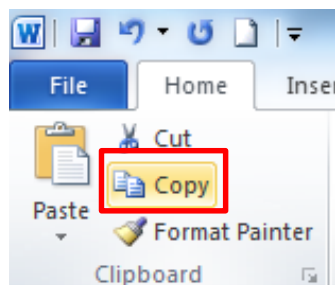 W
File Home Inser
Cut
Copy
Paste
Format Painter
Clipboard